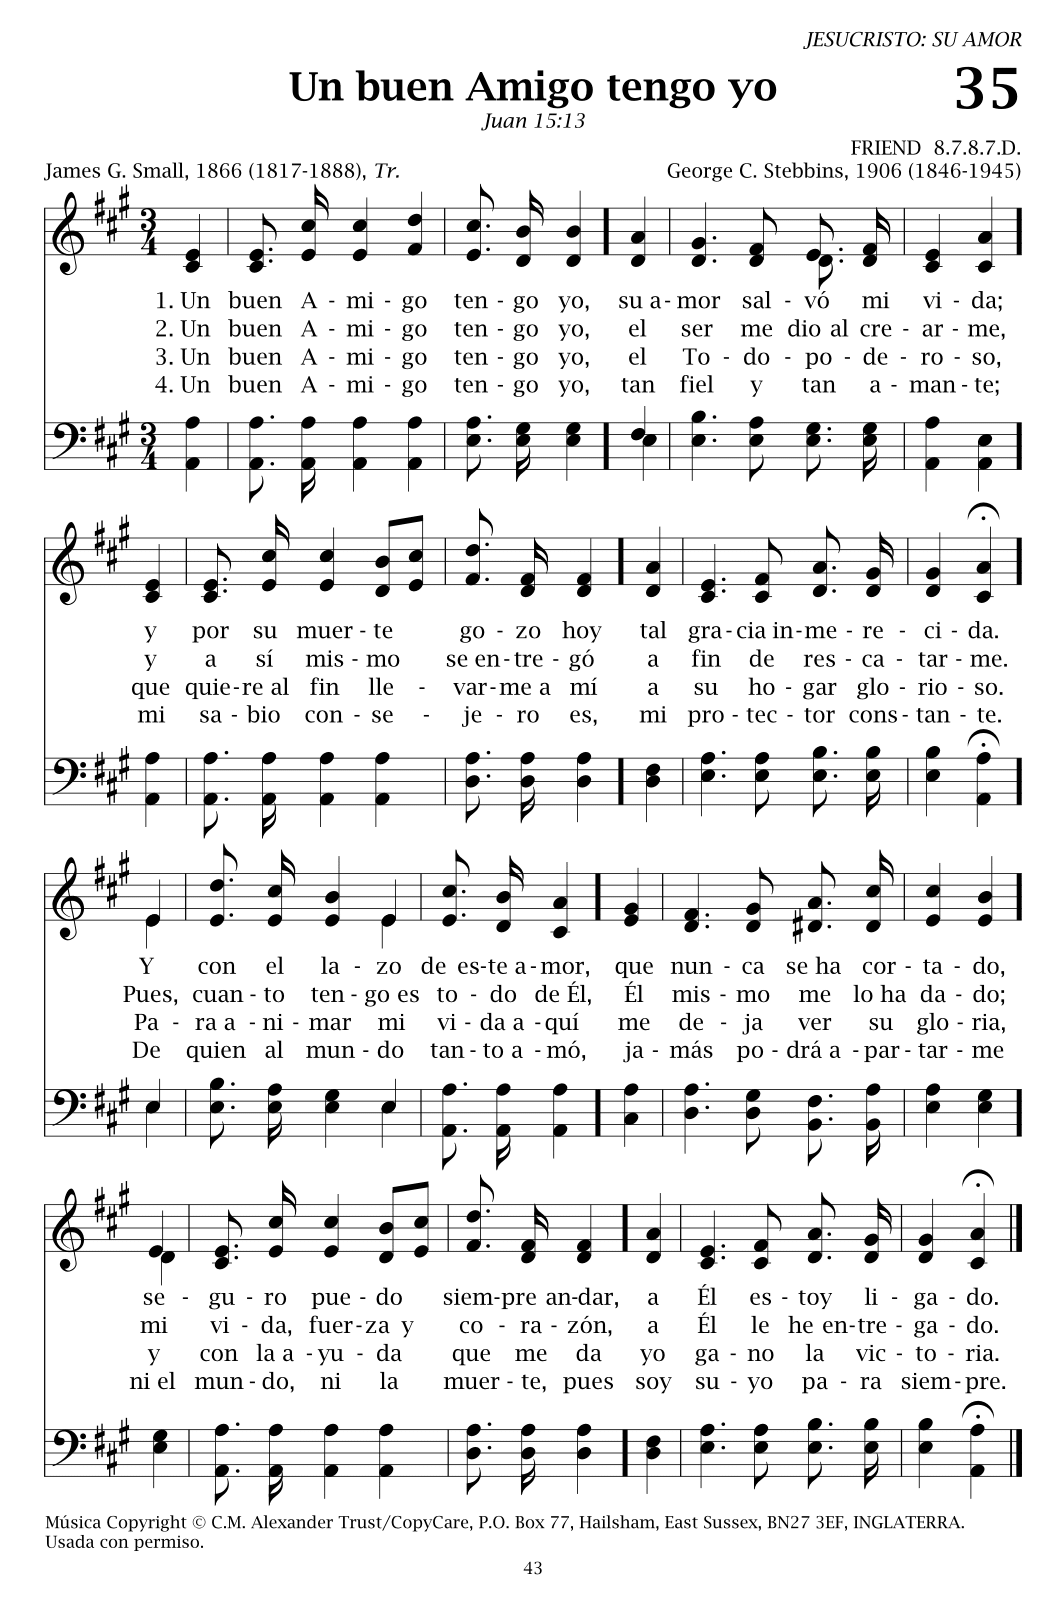 JESUCRISTO: SU AMOR
Un buen Amigo tengo yo
35
Juan 15:13
FRIEND 8.7.8.7.D.
James G. Small, 1866 (1817-1888), Tr.
George C. Stebbins, 1906 (1846-1945)
3
4
1. Un buen A - mi - go ten - go yo, su a - mor sal - vó mi vi - da;
2. Un buen A - mi - go ten - go yo, el ser me dio al cre - ar - me,
3. Un buen A - mi - go ten - go yo, el To - do - po - de - ro - so,
4. Un buen A - mi - go ten - go yo, tan fiel y tan a - man - te;
3
4
y por su muer - te go - zo hoy tal gra - cia in - me - re - ci - da.
y a sí mis - mo se en - tre - gó a fin de res - ca - tar - me.
que quie - re al fin lle - var - me a mí a su ho - gar glo - rio - so.
mi sa - bio con - se - je - ro es, mi pro - tec - tor cons - tan - te.
Y con el la - zo de es - te a - mor, que nun - ca se ha cor - ta - do,
Pues, cuan - to ten - go es to - do de Él, Él mis - mo me lo ha da - do;
Pa - ra a - ni - mar mi vi - da a - quí me de - ja ver su glo - ria,
De quien al mun - do tan - to a - mó, ja - más po - drá a - par - tar - me
se - gu - ro pue - do siem - pre an - dar, a Él es - toy li - ga - do.
mi vi - da, fuer - za y co - ra - zón, a Él le he en - tre - ga - do.
y con la a - yu - da que me da yo ga - no la vic - to - ria.
ni el mun - do, ni la muer - te, pues soy su - yo pa - ra siem - pre.
Música Copyright © C.M. Alexander Trust/CopyCare, P.O. Box 77, Hailsham, East Sussex, BN27 3EF, INGLATERRA.
Usada con permiso.
43